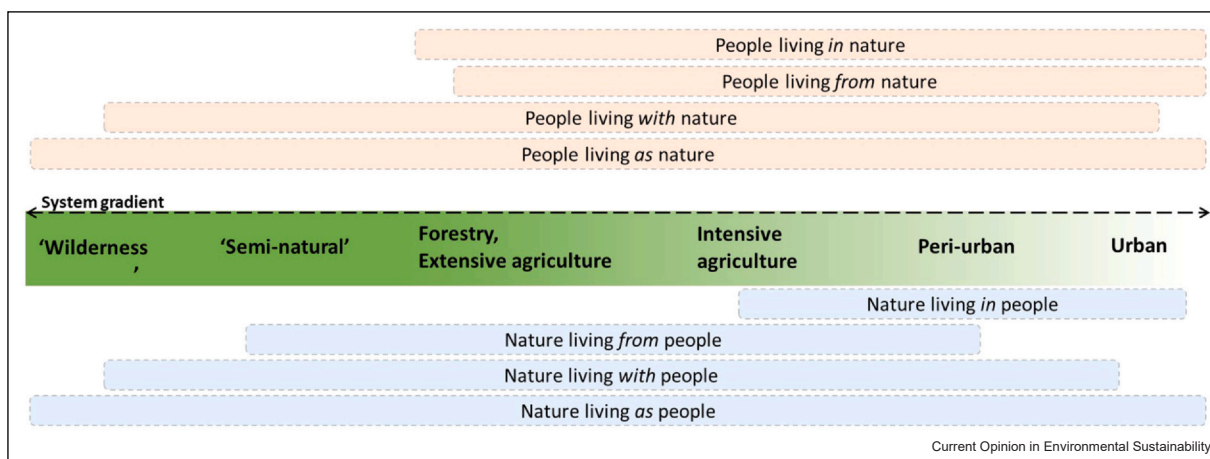 People living in nature
People living from nature
People living with nature
People living as nature
System gradient
‘Wilderness
’
‘Semi-natural’
Forestry,
Extensive agriculture
Intensive
agriculture
Peri-urban
Urban
Nature living in people
Nature living from people
Nature living with people
Nature living as people
Current Opinion in Environmental Sustainability